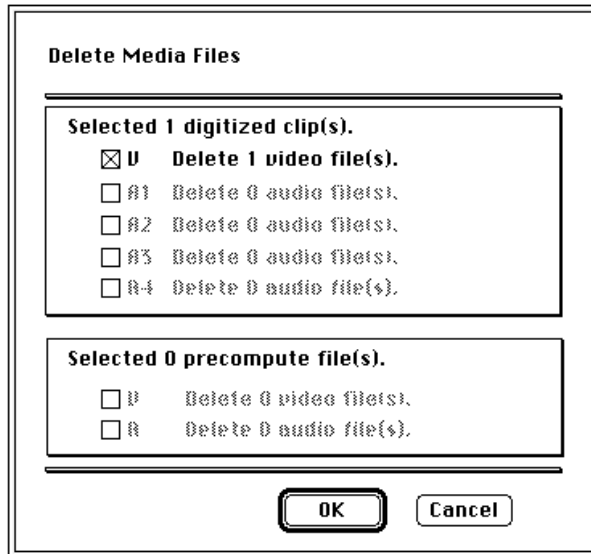 Delete Media Files
Selected 1 digitized clip(s).
V Delete 1 video file(s).
A1 Delete 0 audio file(s).
A2 Delete 0 audio file(s).
A3 Delete 0 audio file(s).
A4 Delete 0 audio file(s).
Selected 0 precompute file(s).
V Delete 0 video file(s).
A Delete 0 audio file(s).
OK Cancel